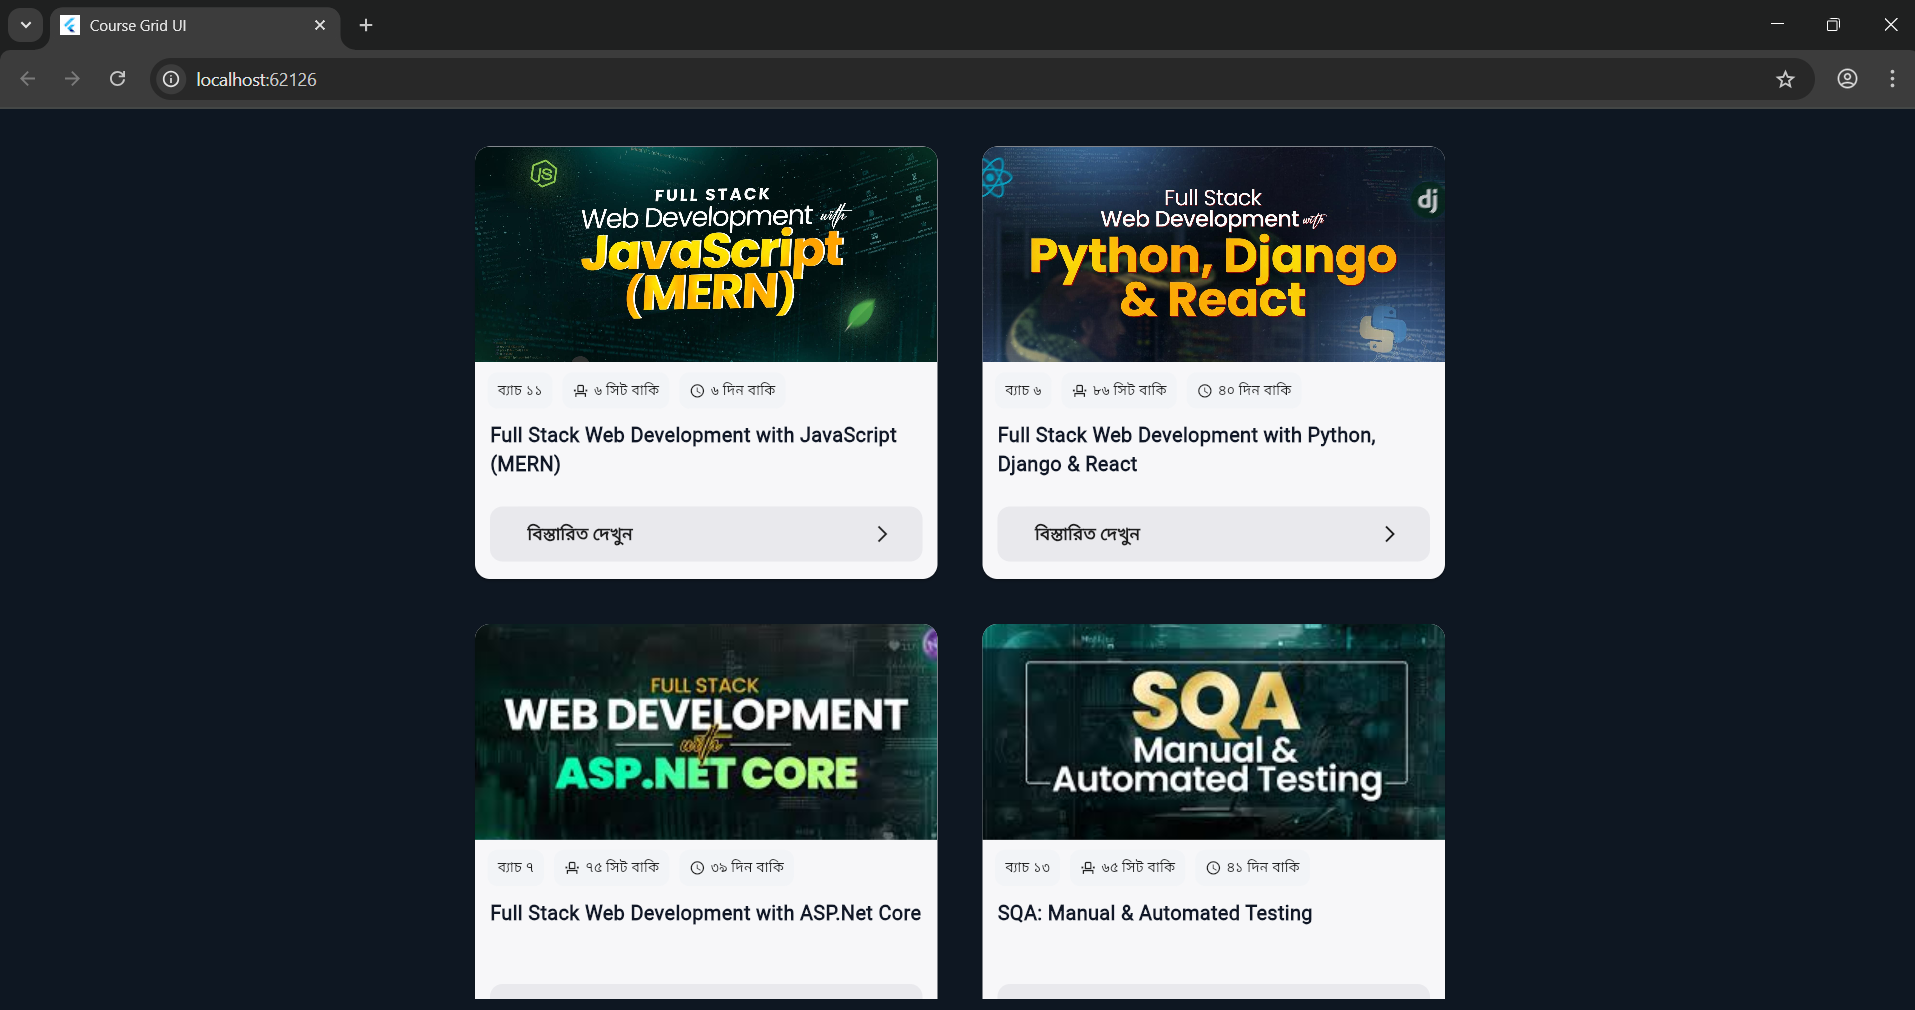 Course Grid UI
localhost:62126
JS
FULL STACK
Web Development with
JavaScript
(MERN)
ব্যাচ ১১
৬ সিট বাকি
৬ দিন বাকি
Full Stack Web Development with JavaScript
(MERN)
বিস্তারিত দেখুন
Full Stack
Web Development with
Python, Django
& React
dj
ব্যাচ ৬
৮৬ সিট বাকি
৪০ দিন বাকি
Full Stack Web Development with Python,
Django & React
বিস্তারিত দেখুন
FULL STACK
WEB DEVELOPMENT
with
ASP.NET CORE
ব্যাচ ৭
৭৫ সিট বাকি
৩৯ দিন বাকি
Full Stack Web Development with ASP.Net Core
SQA
Manual &
Automated Testing
ব্যাচ ১৩
৬৫ সিট বাকি
৪১ দিন বাকি
SQA: Manual & Automated Testing